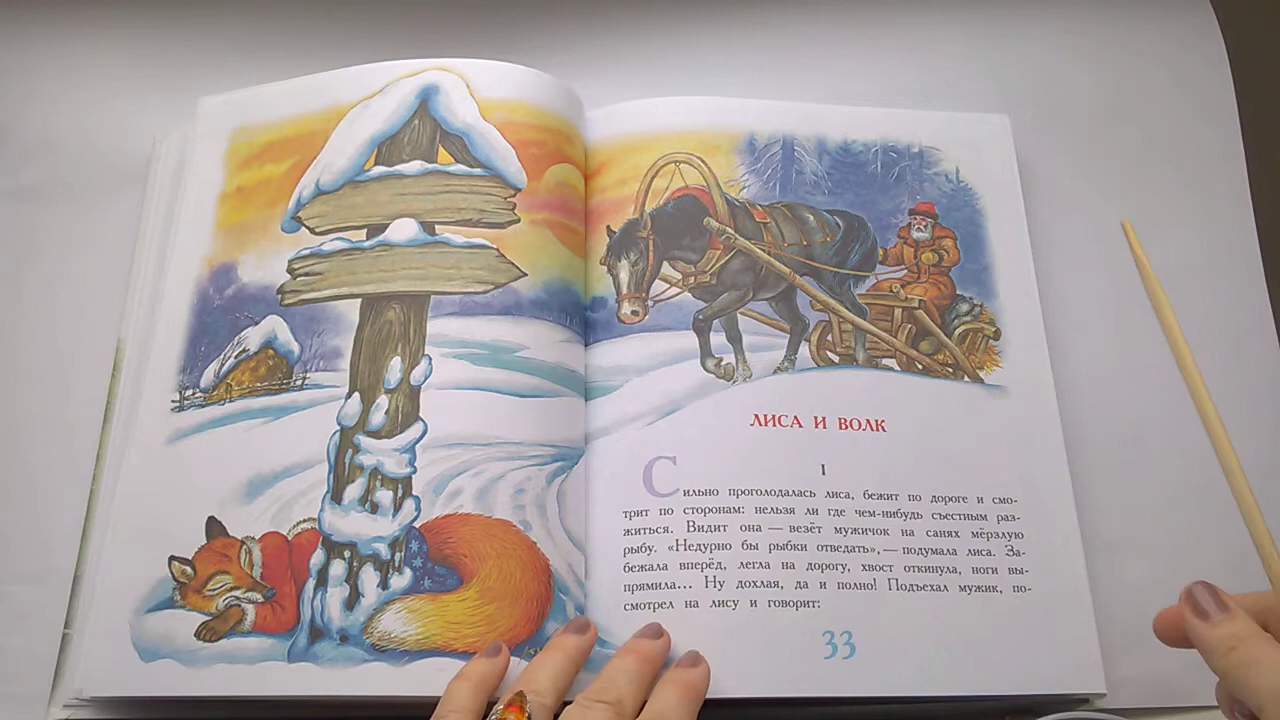 ЛИСА И ВОЛК
I
Сильно проголодалась лиса, бежит по дороге и смо-
трит по сторонам: нельзя ли где чем-нибудь съестным раз-
житься. Видит она — везёт мужичок на санях мёрзлую
рыбу. «Недурно бы рыбки отведать», — подумала лиса. За-
бежала вперёд, легла на дорогу, хвост откинула, ноги вы-
прямила... Ну дохлая, да и полно! Подъехал мужик, по-
смотрел на лису и говорит:
33